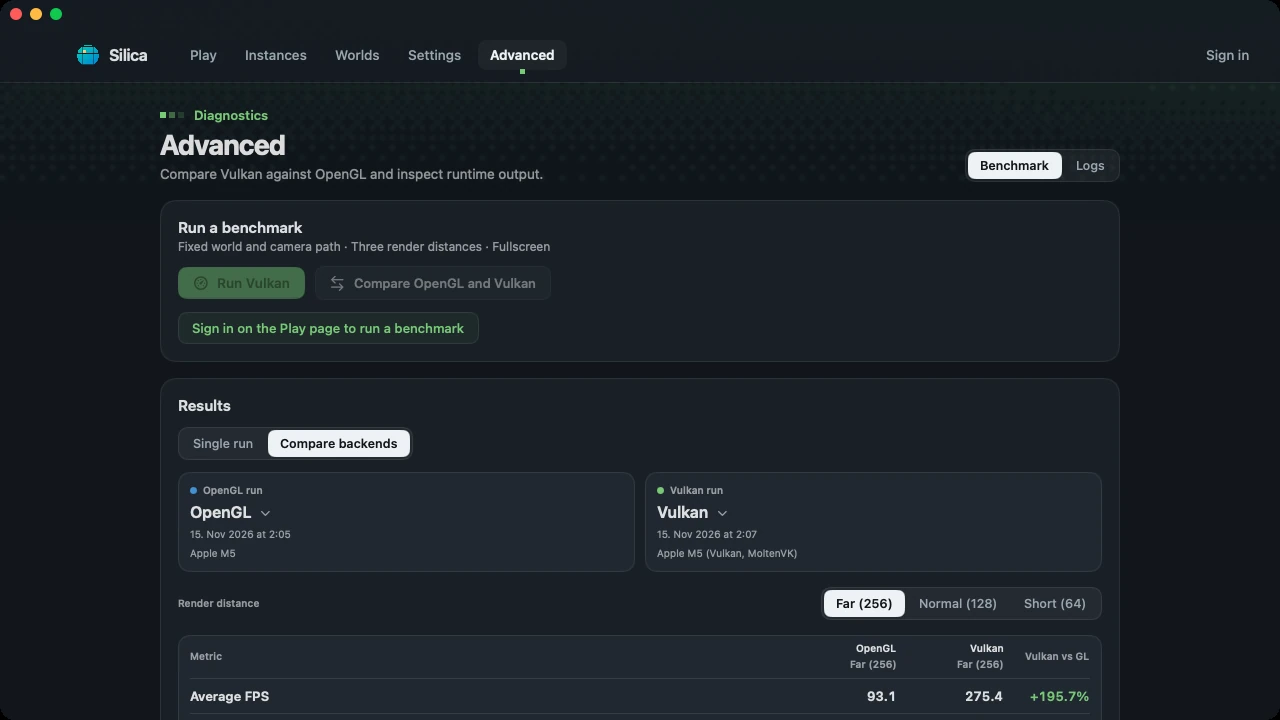 Silica
Play
Instances
Worlds
Settings
Advanced
Sign in
Diagnostics
Advanced
Compare Vulkan against OpenGL and inspect runtime output.
Benchmark
Logs
Run a benchmark
Fixed world and camera path · Three render distances · Fullscreen
Run Vulkan
Compare OpenGL and Vulkan
Sign in on the Play page to run a benchmark
Results
Single run
Compare backends
OpenGL run
OpenGL
15. Nov 2026 at 2:05
Apple M5
Vulkan run
Vulkan
15. Nov 2026 at 2:07
Apple M5 (Vulkan, MoltenVK)
Render distance
Far (256)
Normal (128)
Short (64)
Metric
OpenGL
Far (256)
Vulkan
Far (256)
Vulkan vs GL
Average FPS
93.1
275.4
+195.7%